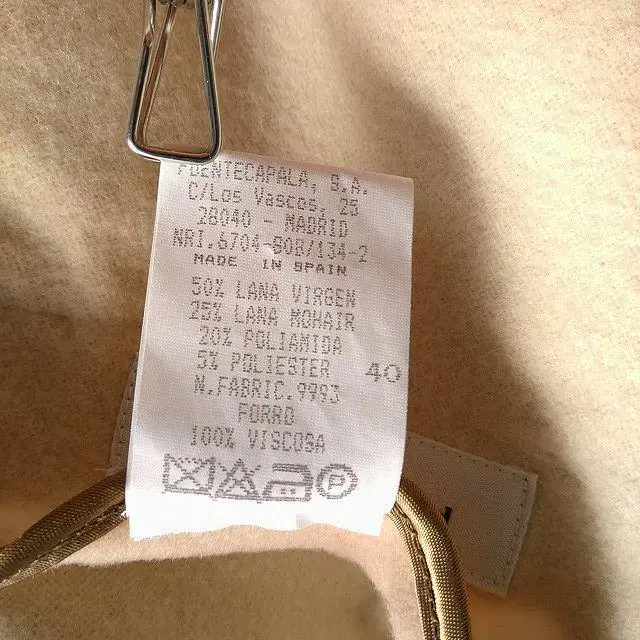 FUENTECAPALA, S.A.
C/Los Vascos, 25
28040 - MADRID
NRI.6704-SOB/134-2
MADE IN SPAIN
50% LANA VIRGEN
25% LANA MOHAIR
20% POLIAMIDA
5% POLIESTER
40
N.FABRIC.9993
FORRO
100% VISCOSA
P